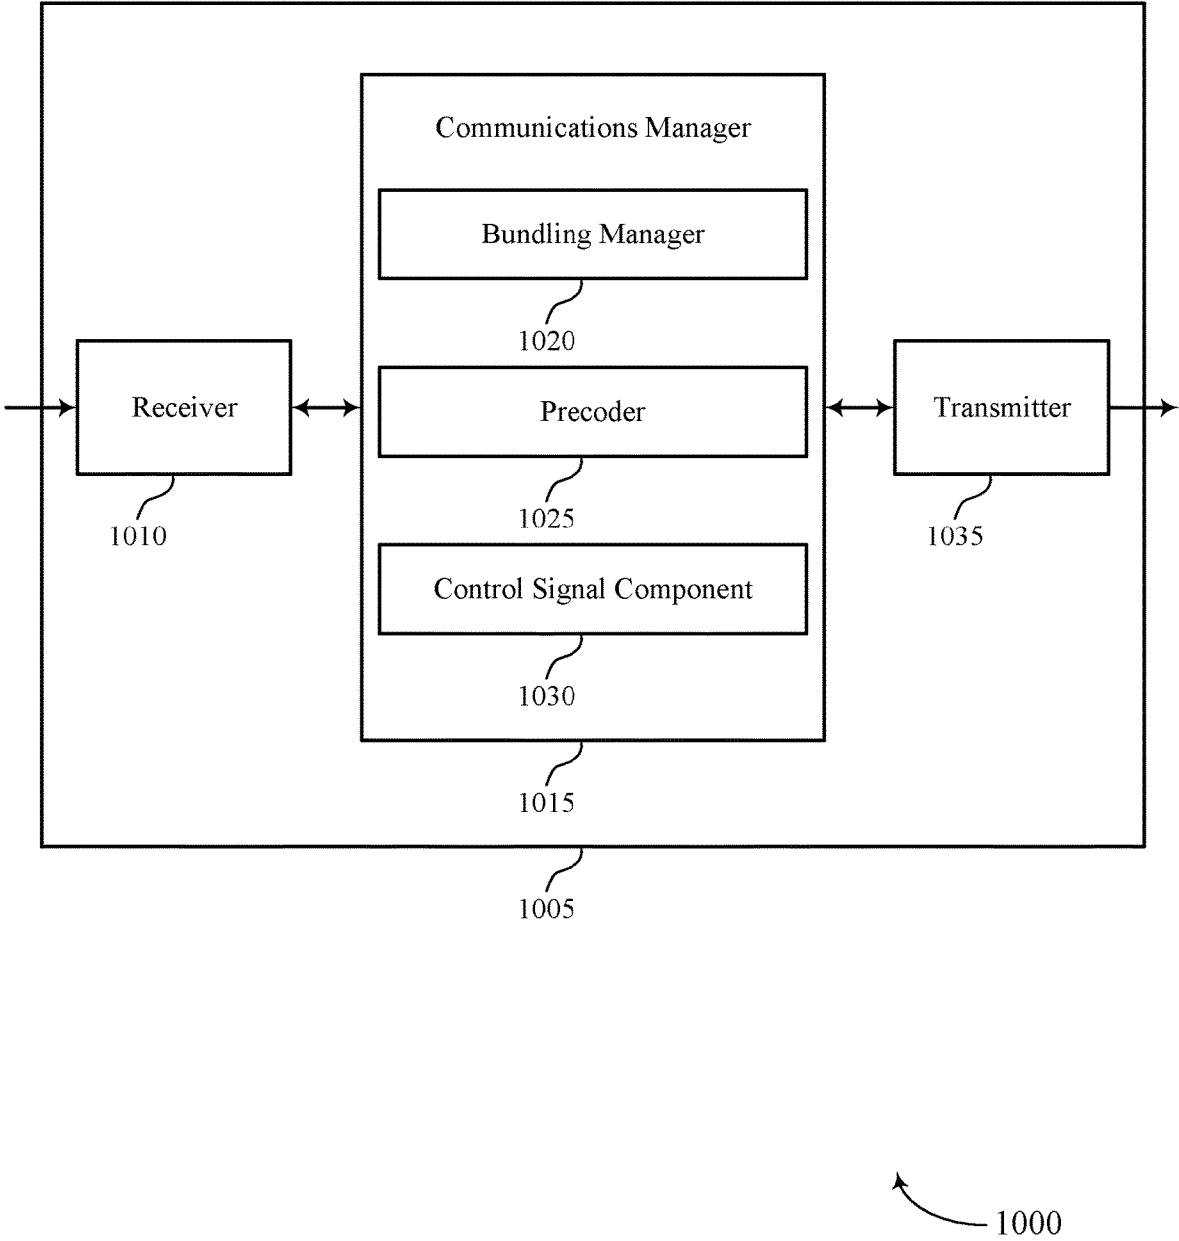 Communications Manager
Bundling Manager
1020
Receiver
1010
Precoder
1025
Transmitter
1035
Control Signal Component
1030
1015
1005
1000